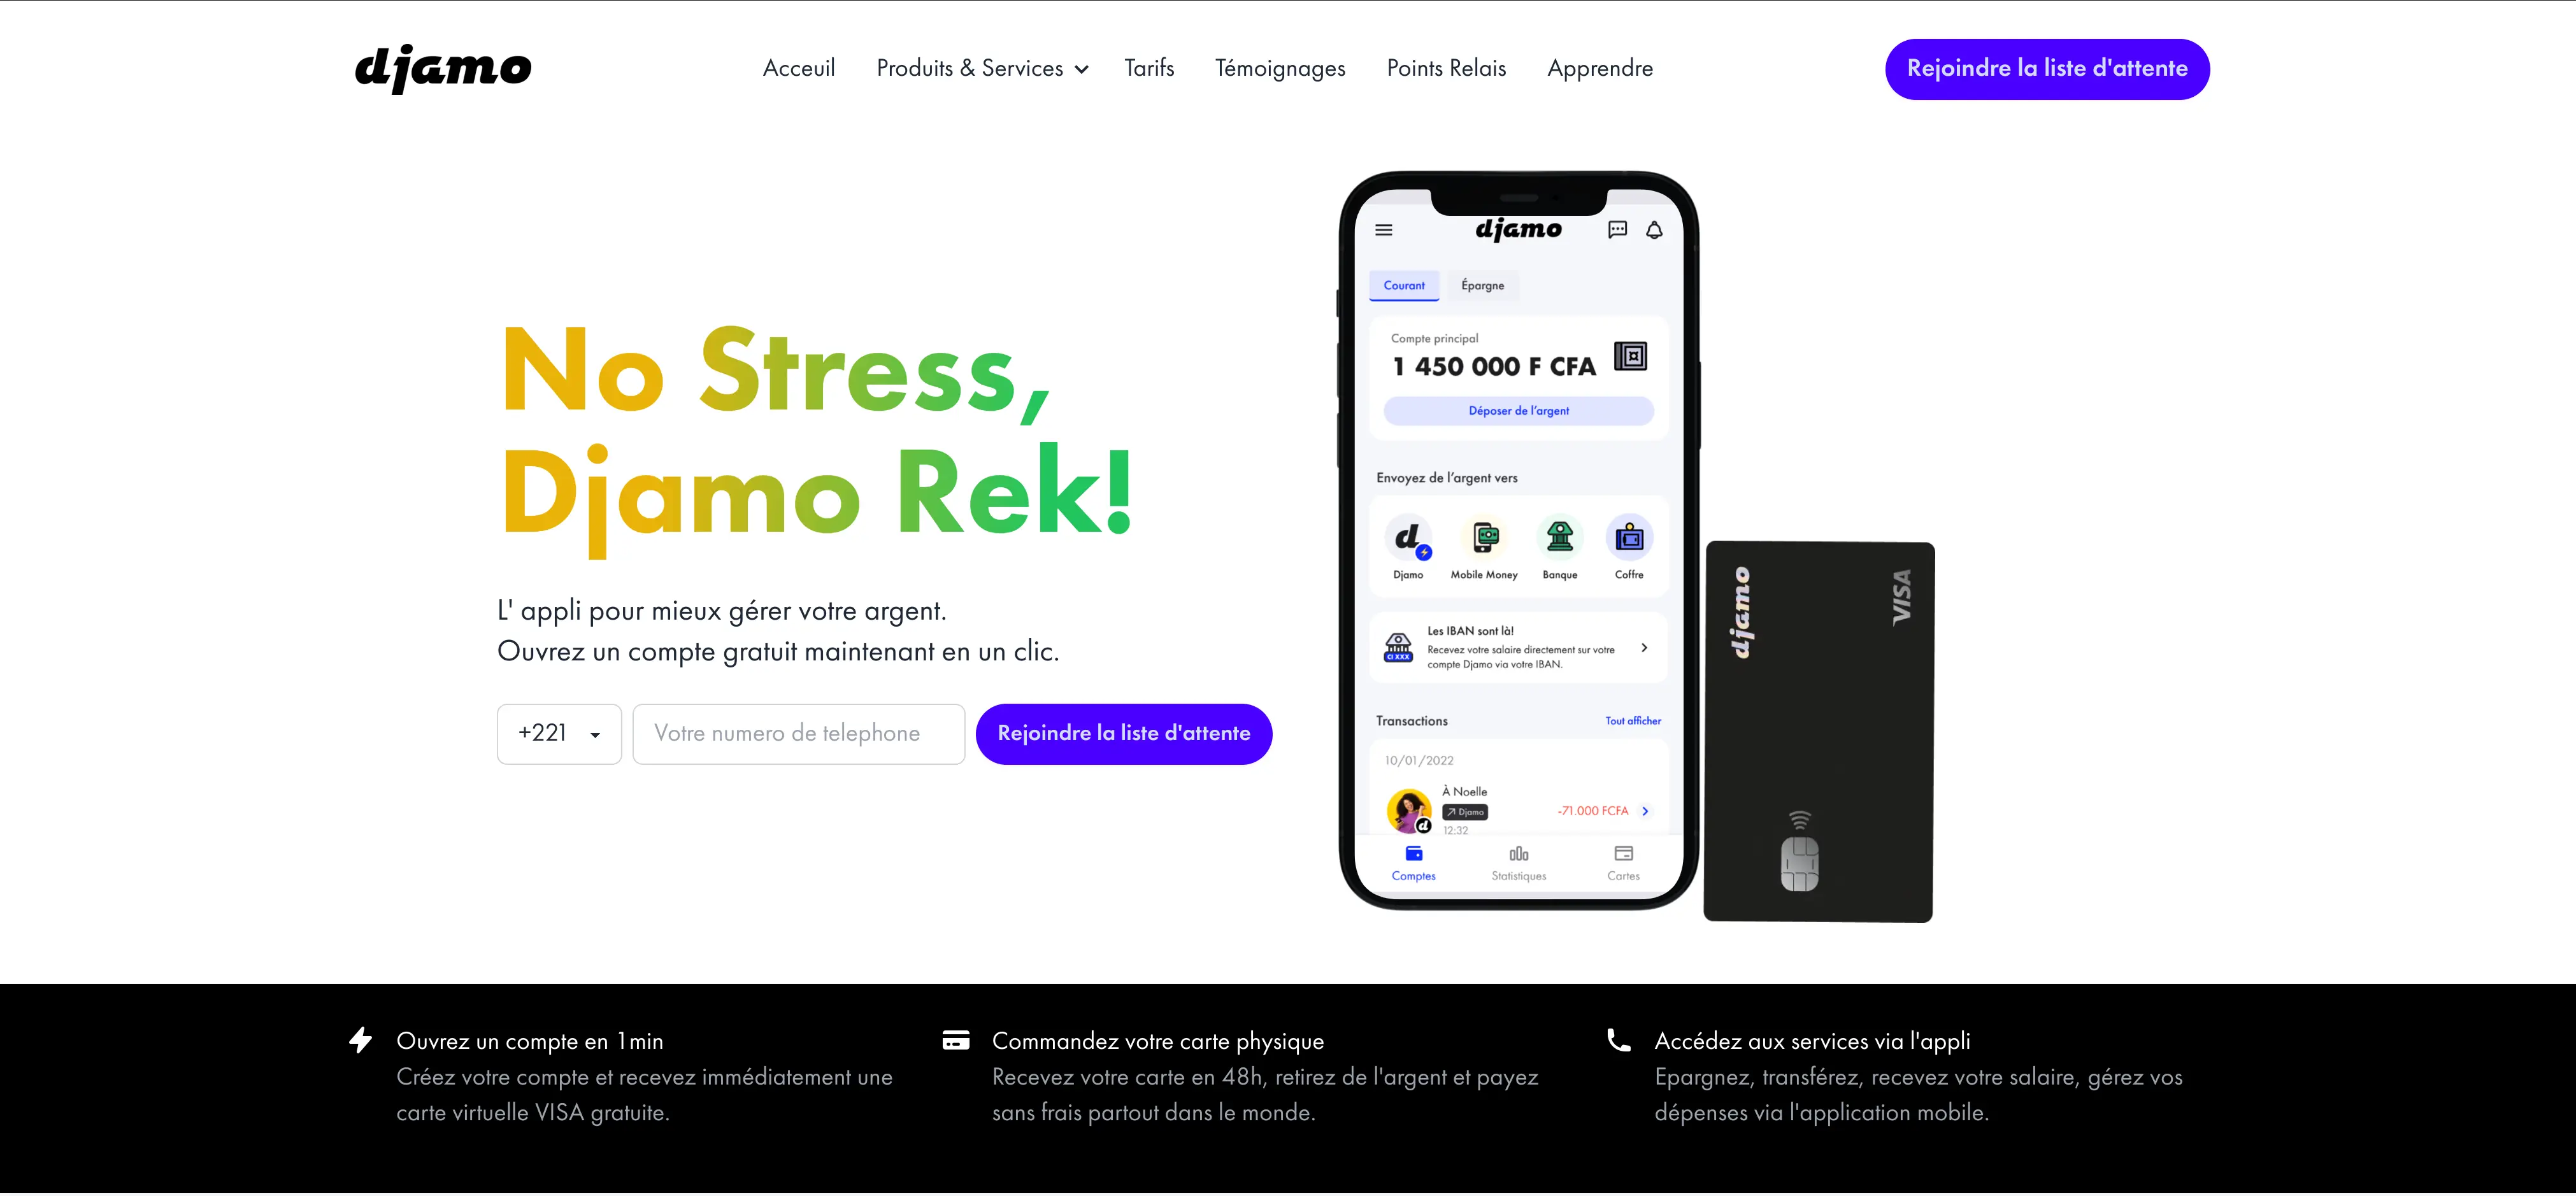 djamo
Acceuil
Produits & Services
Tarifs
Témoignages
Points Relais
Apprendre
Rejoindre la liste d'attente
No Stress,
Djamo Rek!
L' appli pour mieux gérer votre argent.
Ouvrez un compte gratuit maintenant en un clic.
+221
Votre numero de telephone
Rejoindre la liste d'attente
djamo
Courant
Épargne
Compte principal
1 450 000 F CFA
Déposer de l'argent
Envoyez de l'argent vers
Djamo
Mobile Money
Banque
Coffre
Les IBAN sont là!
Recevez votre salaire directement sur votre
compte Djamo via votre IBAN.
CI XXX
Transactions
Tout afficher
10/01/2022
À Noelle
Djamo
-71.000 FCFA
12:32
Comptes
Statistiques
Cartes
djamo
VISA
Ouvrez un compte en 1min
Créez votre compte et recevez immédiatement une
carte virtuelle VISA gratuite.
Commandez votre carte physique
Recevez votre carte en 48h, retirez de l'argent et payez
sans frais partout dans le monde.
Accédez aux services via l'appli
Epargnez, transférez, recevez votre salaire, gérez vos
dépenses via l'application mobile.